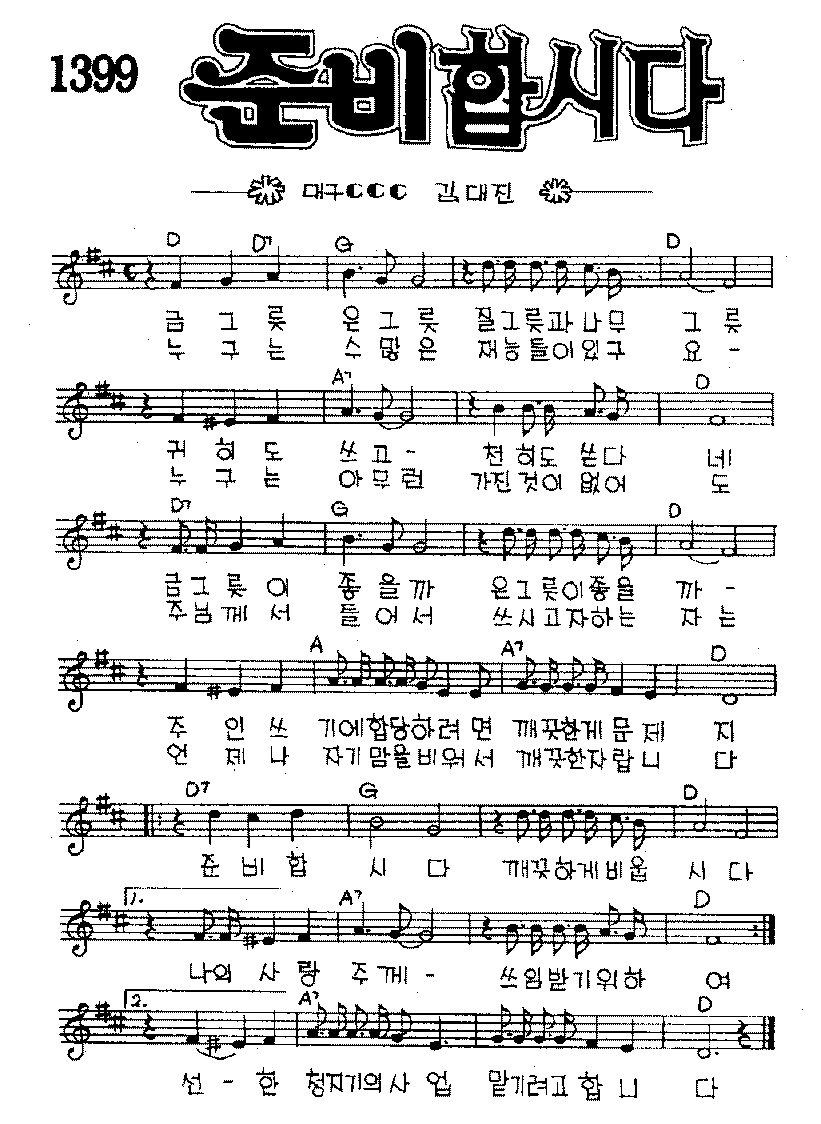 1399
준비합시다
대구CCC 김대진
D D7 G D
금 그 릇 은 그 릇 질그릇과 나무 그 릇
누 구 는 수 많 은 재능들이있구 요 -
A7 D
귀 히 도 쓰 고 - 천 히도 쓴다 네
누 구 는 아 무 런 가진 것이 없어 도
D7 G D
금그 릇 이 좋 을 까 은그릇이좋을 까 -
주님께 서 들 어 서 쓰시고자하는 자 는
A A7 D
주 인 쓰 기에합당하려 면 깨끗한게 문 제 지
언 제 나 자기맘을비워 서 깨끗한자랍 니 다
D7 G D
준 비 합 시 다 깨끗하게비웁 시 다
1. A7 D
나의 사 랑 주 께 - 쓰임받기위하 여
2. A7 D
선 - 한 청지기의사 업 맡기려고 합 니 다